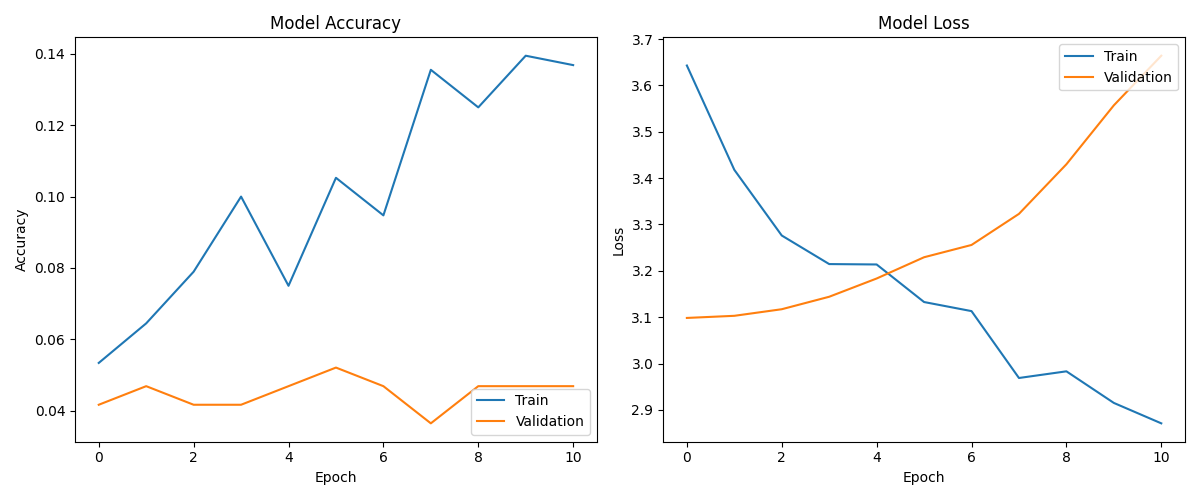 Model Accuracy
0.14
0.12
0.10
0.08
0.06
0.04
Accuracy
Train
Validation
0 2 4 6 8 10
Epoch
Model Loss
3.7
3.6
3.5
3.4
3.3
3.2
3.1
3.0
2.9
Loss
Train
Validation
0 2 4 6 8 10
Epoch